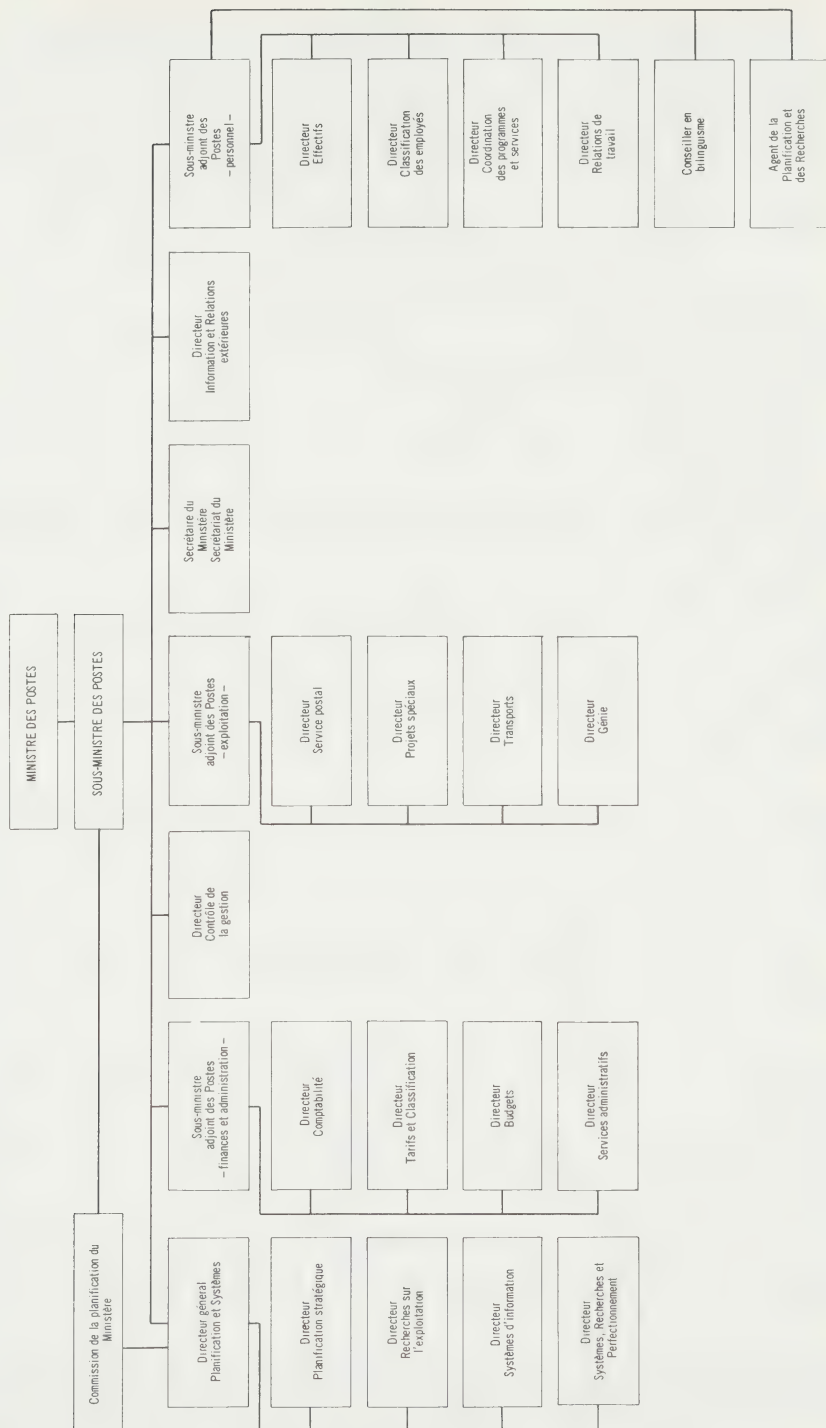 MINISTRE DES POSTES
SOUS-MINISTRE DES POSTES
Commission de la planification du
Ministère
Directeur général
Planification et Systèmes
Directeur
Planification stratégique
Directeur
Recherches sur
l'exploitation
Directeur
Systèmes d'information
Directeur
Systèmes, Recherches et
Perfectionnement
Sous-ministre
adjoint des Postes
– finances et administration –
Directeur
Comptabilité
Directeur
Tarifs et Classification
Directeur
Budgets
Directeur
Services administratifs
Directeur
Contrôle de
la gestion
Sous-ministre
adjoint des Postes
– exploitation –
Directeur
Service postal
Directeur
Projets spéciaux
Directeur
Transports
Directeur
Génie
Secrétaire du
Ministère
Secrétariat du
Ministère
Directeur
Information et Relations
extérieures
Sous-ministre
adjoint des
Postes
– personnel –
Directeur
Effectifs
Directeur
Classification
des employés
Directeur
Coordination
des programmes
et services
Directeur
Relations de
travail
Conseiller en
bilinguisme
Agent de la
Planification et
des Recherches